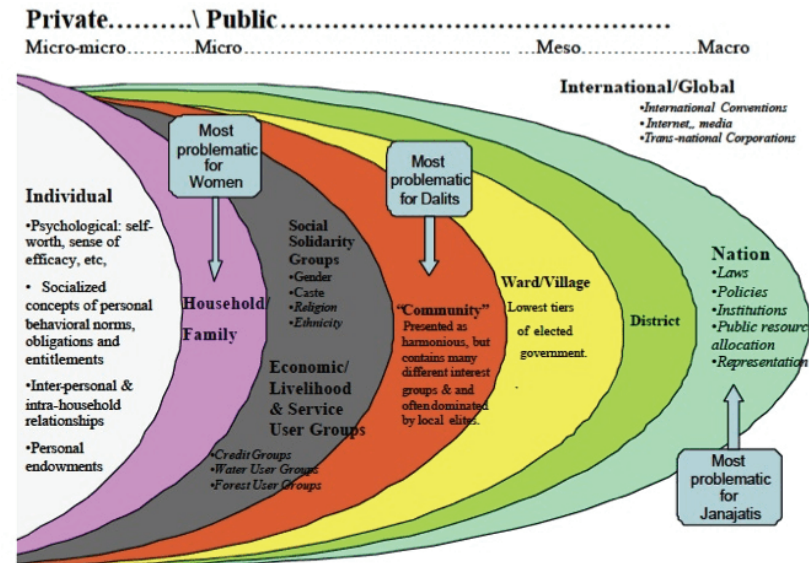 Private..........\ Public................................................
Micro-micro............Micro...................................................... ......Meso....................Macro
International/Global
•International Conventions
•Internet,, media
•Trans-national Corporations
Most
problematic
for
Women
Most
problematic
for Dalits
Individual
•Psychological: self-
worth, sense of
efficacy, etc,
• Socialized
concepts of personal
behavioral norms,
obligations and
entitlements
•Inter-personal &
intra-household
relationships
•Personal
endowments
Household/
Family
Social
Solidarity
Groups
•Gender
•Caste
•Religion
•Ethnicity
Economic/
Livelihood
& Service
User Groups
•Credit Groups
•Water User Groups
•Forest User Groups
“Community”
Presented as
harmonious, but
contains many
different interest
groups & and
often dominated
by local elites.
Ward/Village
Lowest tiers
of elected
government.
District
Nation
•Laws
•Policies
•Institutions
•Public resource
allocation
•Representation
Most
problematic
for
Janajatis